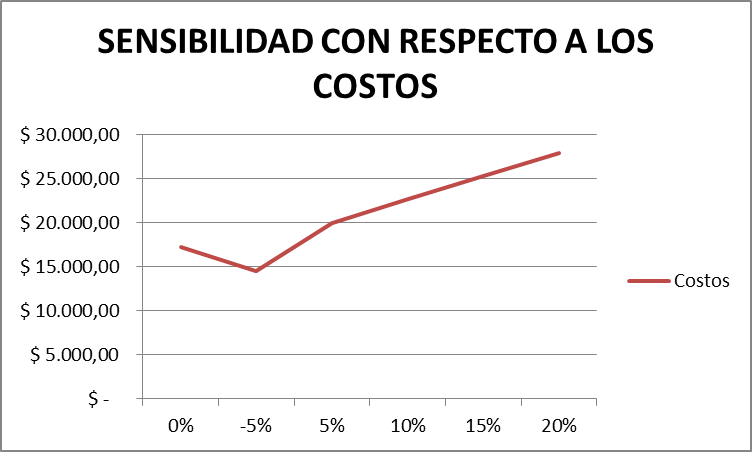 SENSIBILIDAD CON RESPECTO A LOS
COSTOS
$ 30.000,00
$ 25.000,00
$ 20.000,00
$ 15.000,00
$ 10.000,00
$ 5.000,00
$ -
0% -5% 5% 10% 15% 20%
Costos